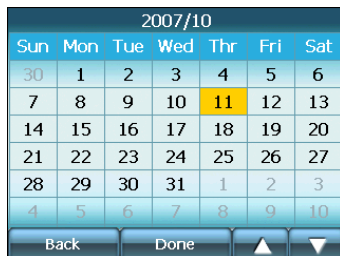 2007/10
Sun Mon Tue Wed Thr Fri Sat
30 1 2 3 4 5 6
7 8 9 10 11 12 13
14 15 16 17 18 19 20
21 22 23 24 25 26 27
28 29 30 31 1 2 3
4 5 6 7 8 9 10
Back Done